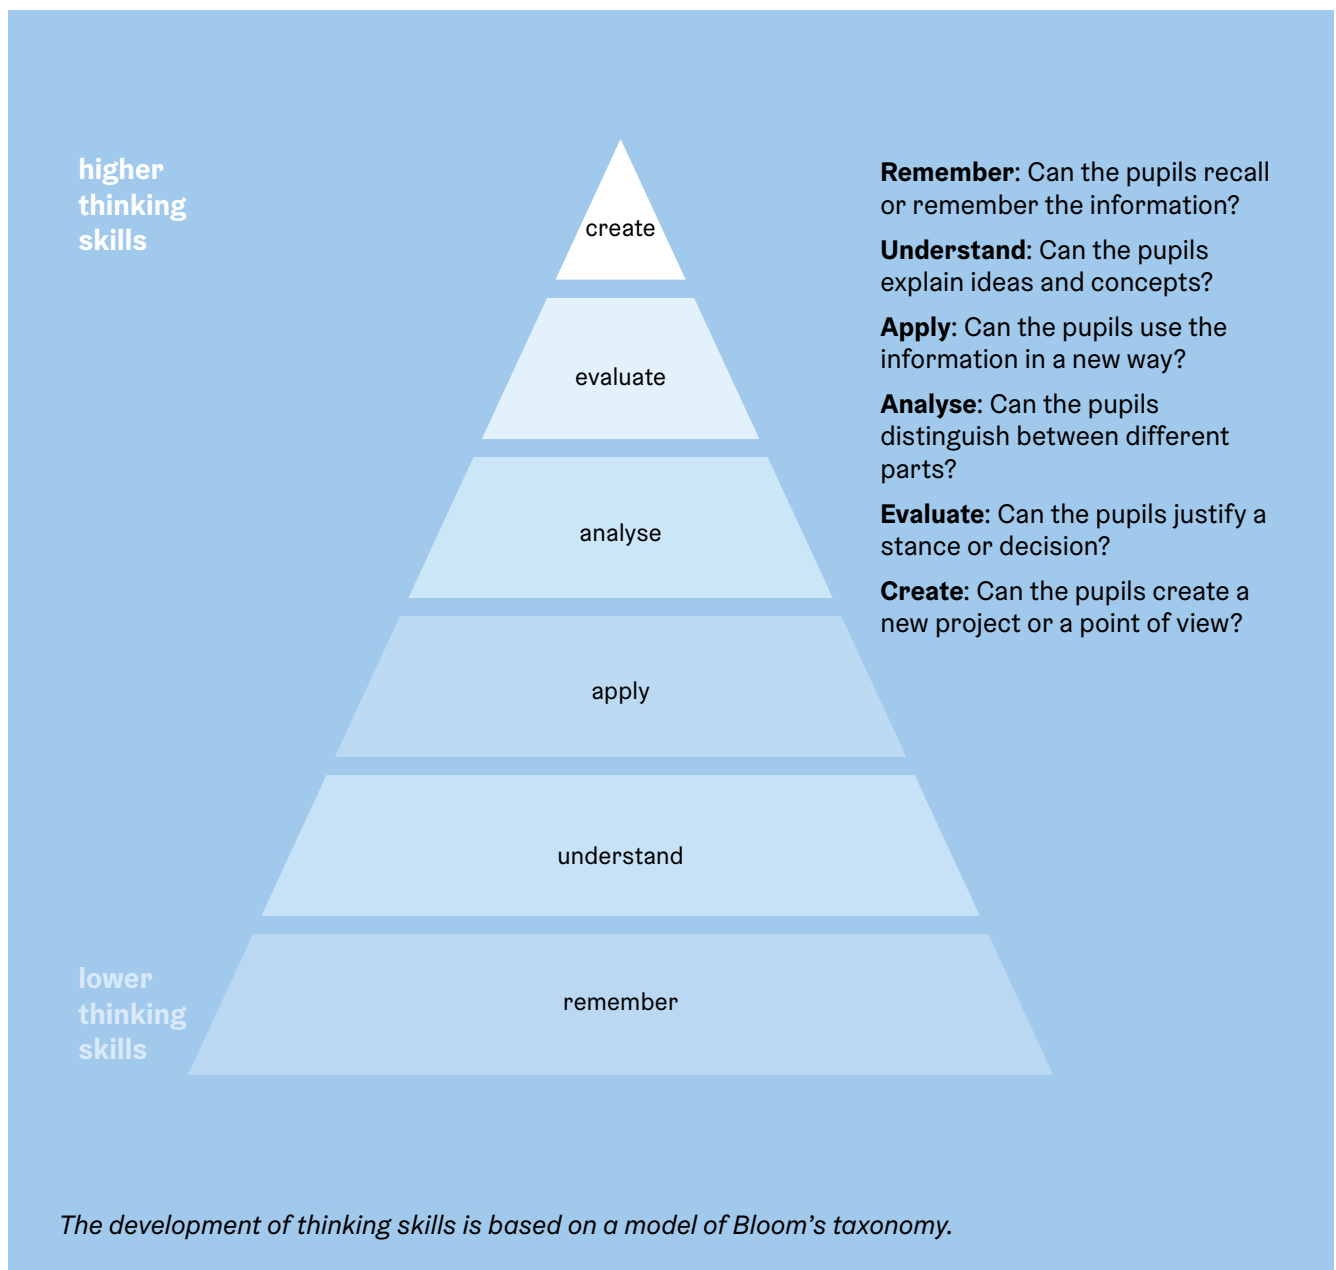 higher
thinking
skills
create
evaluate
analyse
apply
understand
remember
lower
thinking
skills
Remember: Can the pupils recall
or remember the information?
Understand: Can the pupils
explain ideas and concepts?
Apply: Can the pupils use the
information in a new way?
Analyse: Can the pupils
distinguish between different
parts?
Evaluate: Can the pupils justify a
stance or decision?
Create: Can the pupils create a
new project or a point of view?
The development of thinking skills is based on a model of Bloom’s taxonomy.